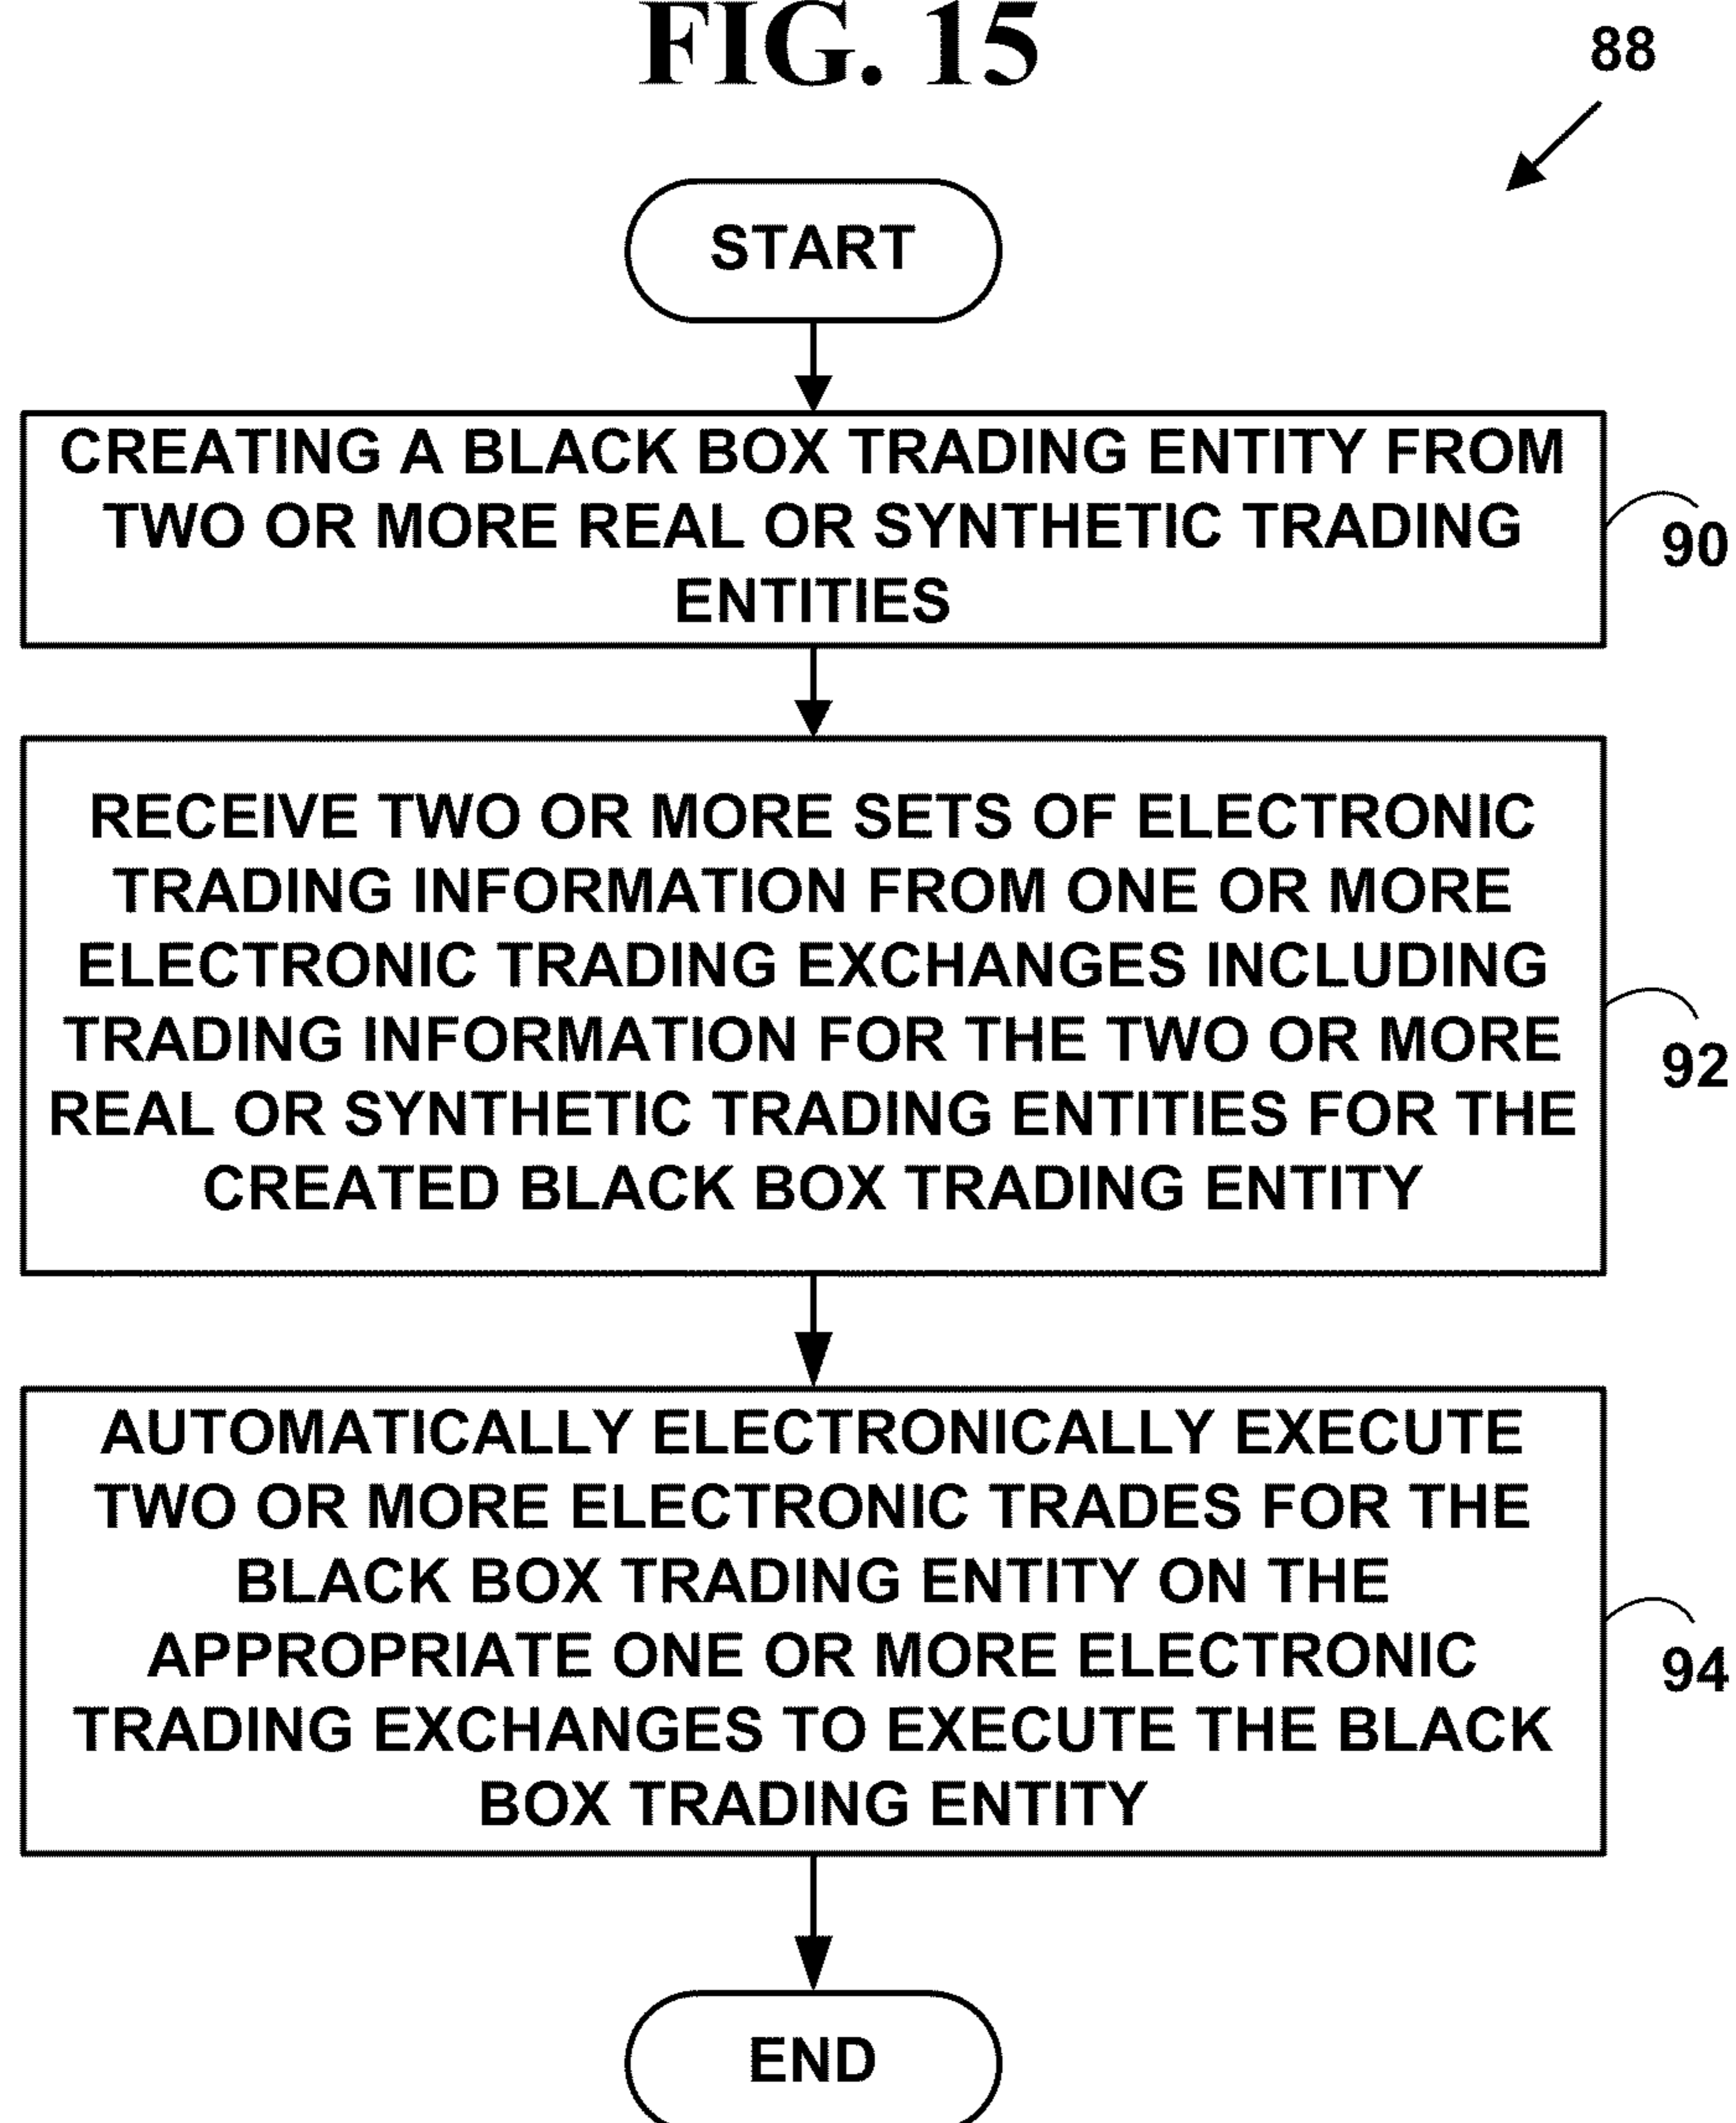 FIG. 15
88
START
CREATING A BLACK BOX TRADING ENTITY FROM
TWO OR MORE REAL OR SYNTHETIC TRADING
ENTITIES
90
RECEIVE TWO OR MORE SETS OF ELECTRONIC
TRADING INFORMATION FROM ONE OR MORE
ELECTRONIC TRADING EXCHANGES INCLUDING
TRADING INFORMATION FOR THE TWO OR MORE
REAL OR SYNTHETIC TRADING ENTITIES FOR THE
CREATED BLACK BOX TRADING ENTITY
92
AUTOMATICALLY ELECTRONICALLY EXECUTE
TWO OR MORE ELECTRONIC TRADES FOR THE
BLACK BOX TRADING ENTITY ON THE
APPROPRIATE ONE OR MORE ELECTRONIC
TRADING EXCHANGES TO EXECUTE THE BLACK
BOX TRADING ENTITY
94
END